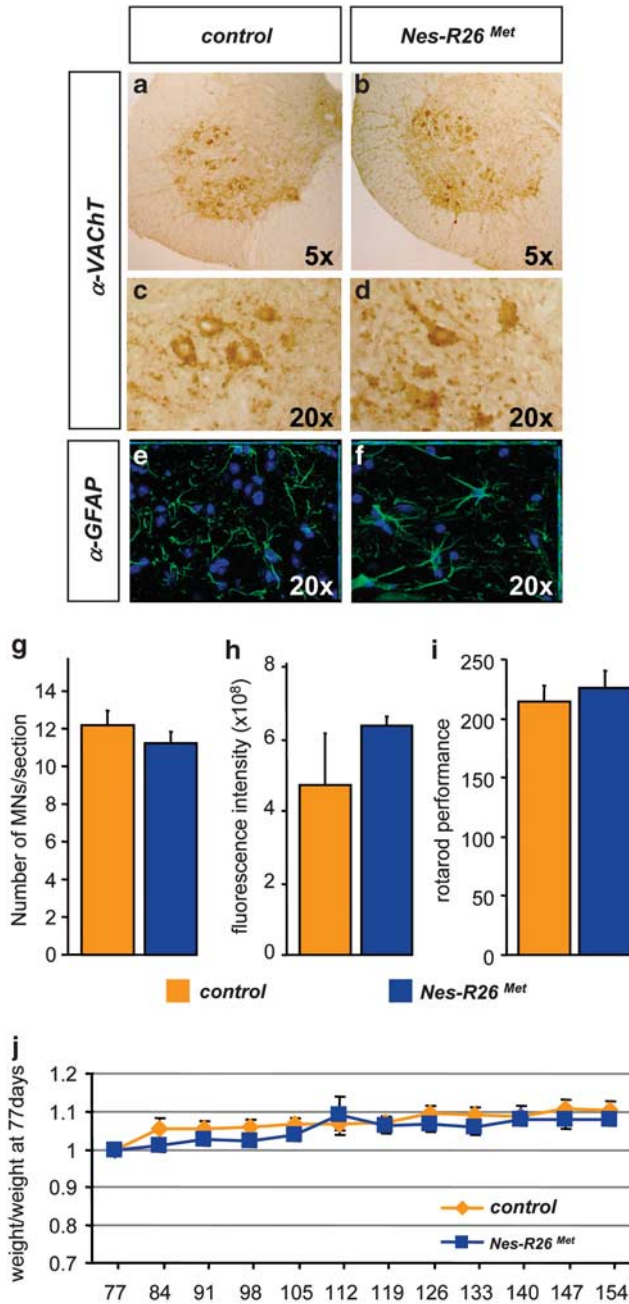 control
Nes-R26 Met
α-VAChT
a
b
5x
5x
c
d
20x
20x
α-GFAP
e
f
20x
20x
g
h
i
Number of MNs/section
14
12
10
8
6
4
2
0
fluorescence intensity (x10⁸)
8
6
4
2
0
rotarod performance
250
200
150
100
50
0
control
Nes-R26 Met
j
weight/weight at 77days
1.2
1.1
1
0.9
0.8
0.7
control
Nes-R26 Met
77 84 91 98 105 112 119 126 133 140 147 154